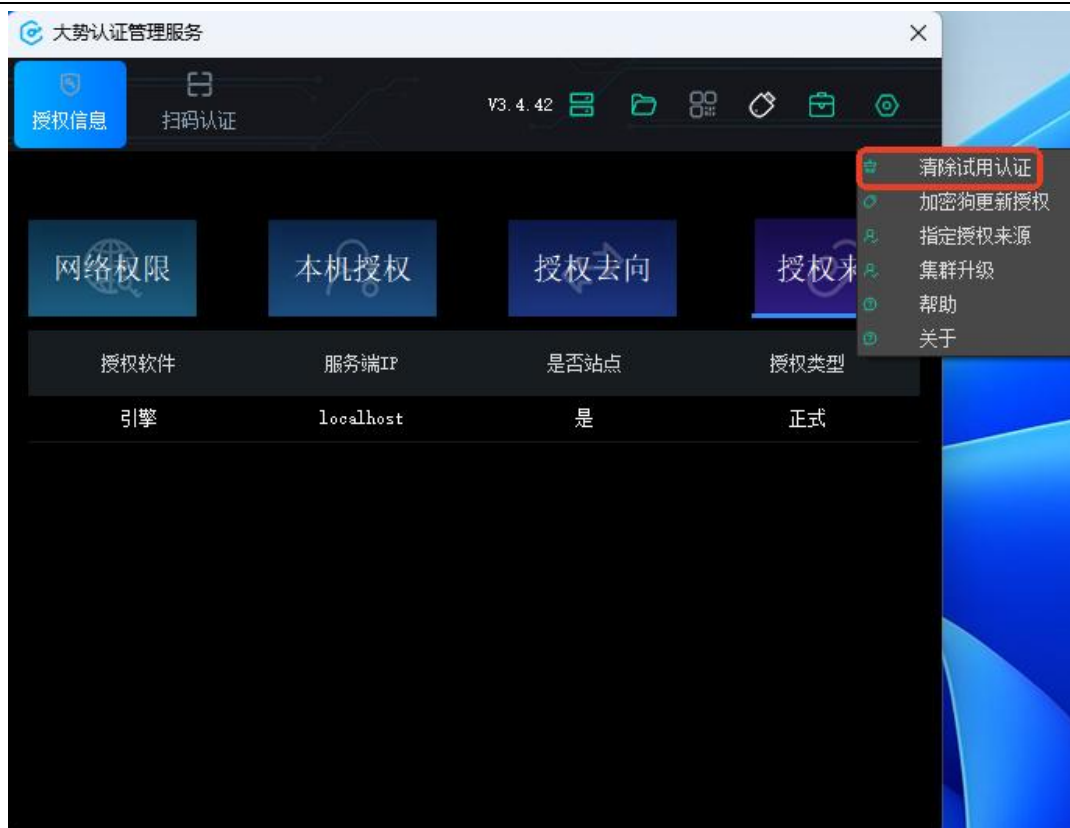 大势认证管理服务
授权信息
扫码认证
V3.4.42
清除试用认证
加密狗更新授权
指定授权来源
集群升级
帮助
关于
网络权限
本机授权
授权去向
授权来
授权软件
服务端IP
是否站点
授权类型
引擎
localhost
是
正式